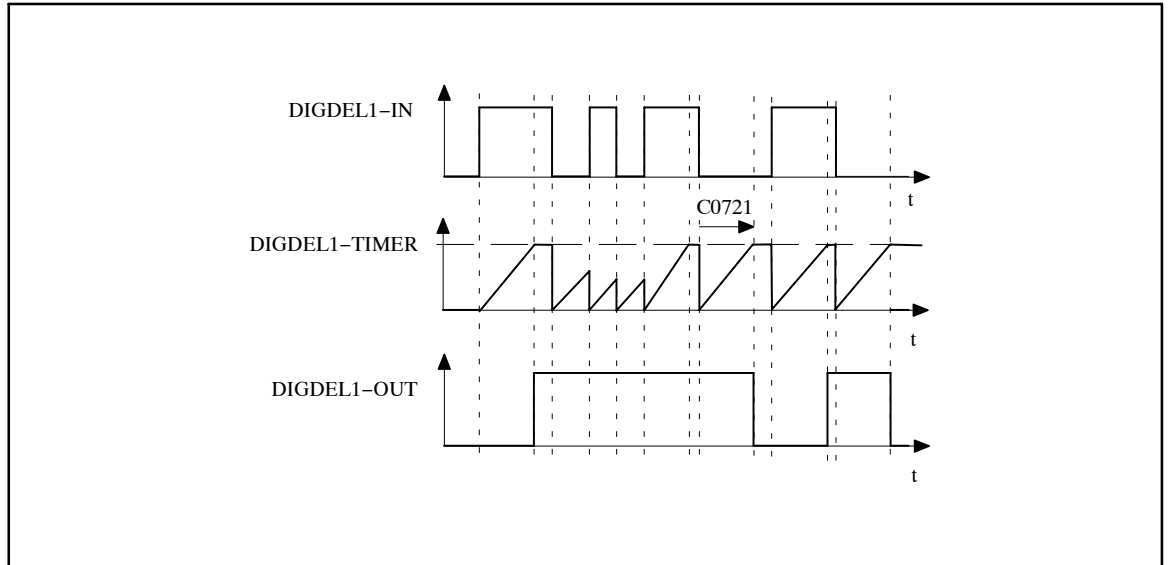 DIGDEL1−IN
t
C0721
DIGDEL1−TIMER
t
DIGDEL1−OUT
t